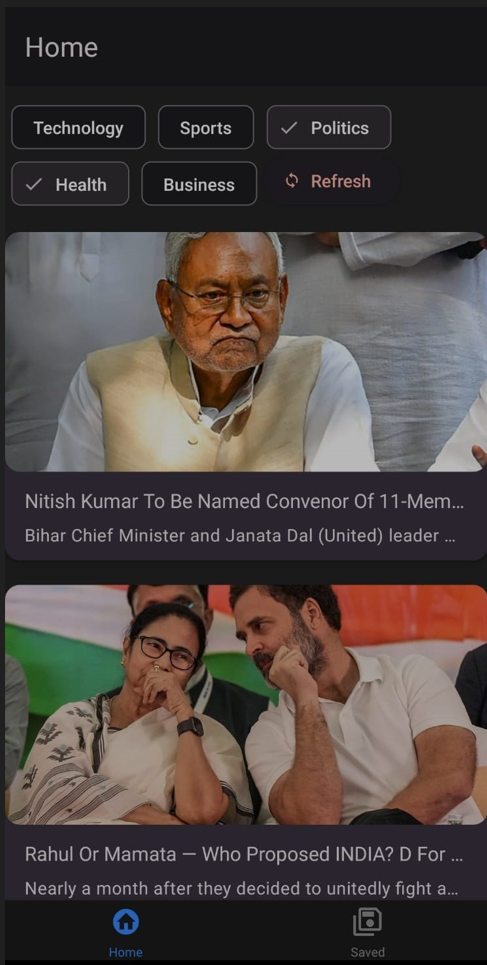 Home
Technology Sports Politics
Health Business Refresh
Nitish Kumar To Be Named Convenor Of 11-Mem...
Bihar Chief Minister and Janata Dal (United) leader ...
Rahul Or Mamata — Who Proposed INDIA? D For ...
Nearly a month after they decided to unitedly fight a...
Home Saved